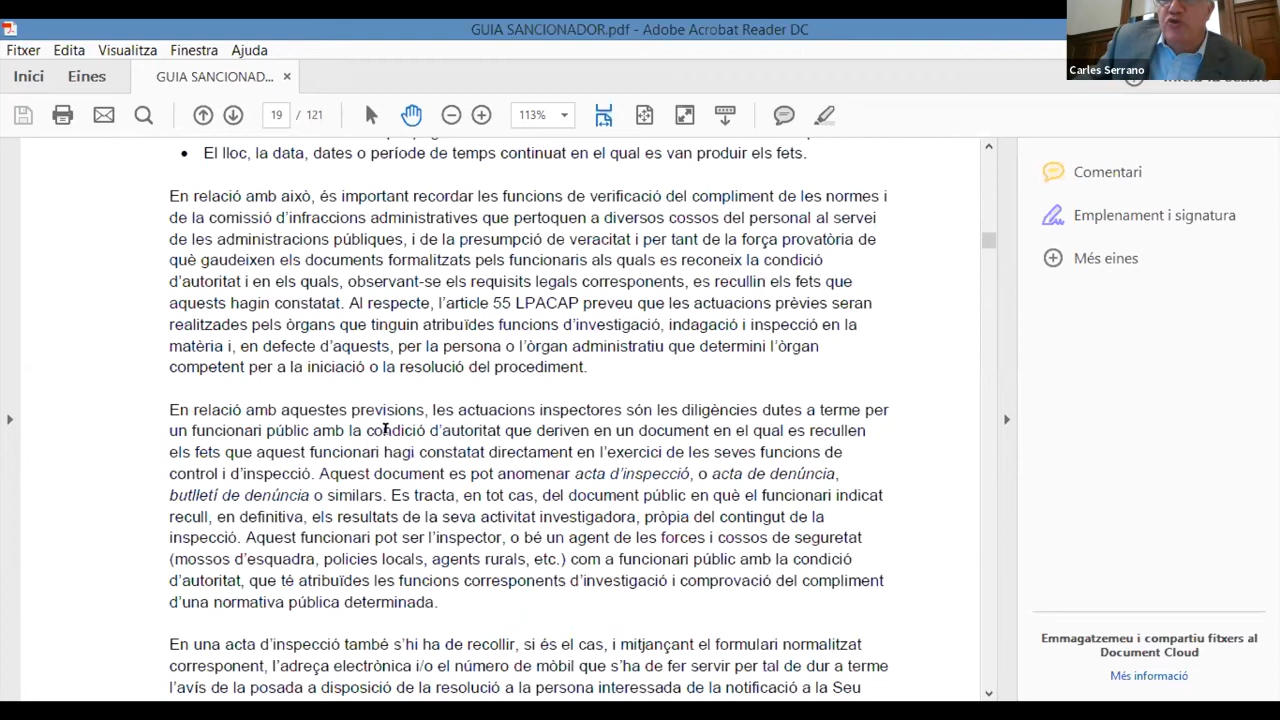 GUIA SANCIONADOR.pdf - Adobe Acrobat Reader DC
Fitxer Edita Visualitza Finestra Ajuda
Carles Serrano
Inici Eines GUIA SANCIONAD... ×
19 / 121 113%
• El lloc, la data, dates o període de temps continuat en el qual es van produir els fets.
En relació amb això, és important recordar les funcions de verificació del compliment de les normes i
de la comissió d’infraccions administratives que pertoquen a diversos cossos del personal al servei
de les administracions públiques, i de la presumpció de veracitat i per tant de la força provatòria de
què gaudeixen els documents formalitzats pels funcionaris als quals es reconeix la condició
d’autoritat i en els quals, observant-se els requisits legals corresponents, es recullin els fets que
aquests hagin constatat. Al respecte, l’article 55 LPACAP preveu que les actuacions prèvies seran
realitzades pels òrgans que tinguin atribuïdes funcions d’investigació, indagació i inspecció en la
matèria i, en defecte d’aquests, per la persona o l’òrgan administratiu que determini l’òrgan
competent per a la iniciació o la resolució del procediment.
En relació amb aquestes previsions, les actuacions inspectores són les diligències dutes a terme per
un funcionari públic amb la condició d’autoritat que deriven en un document en el qual es recullen
els fets que aquest funcionari hagi constatat directament en l’exercici de les seves funcions de
control i d’inspecció. Aquest document es pot anomenar acta d’inspecció, o acta de denúncia,
butlletí de denúncia o similars. Es tracta, en tot cas, del document públic en què el funcionari indicat
recull, en definitiva, els resultats de la seva activitat investigadora, pròpia del contingut de la
inspecció. Aquest funcionari pot ser l’inspector, o bé un agent de les forces i cossos de seguretat
(mossos d’esquadra, policies locals, agents rurals, etc.) com a funcionari públic amb la condició
d’autoritat, que té atribuïdes les funcions corresponents d’investigació i comprovació del compliment
d’una normativa pública determinada.
En una acta d’inspecció també s’hi ha de recollir, si és el cas, i mitjançant el formulari normalitzat
corresponent, l’adreça electrònica i/o el número de mòbil que s’ha de fer servir per tal de dur a terme
l’avís de la posada a disposició de la resolució a la persona interessada de la notificació a la Seu
Comentari
Emplenament i signatura
Més eines
Emmagatzemeu i compartiu fitxers al
Document Cloud
Més informació